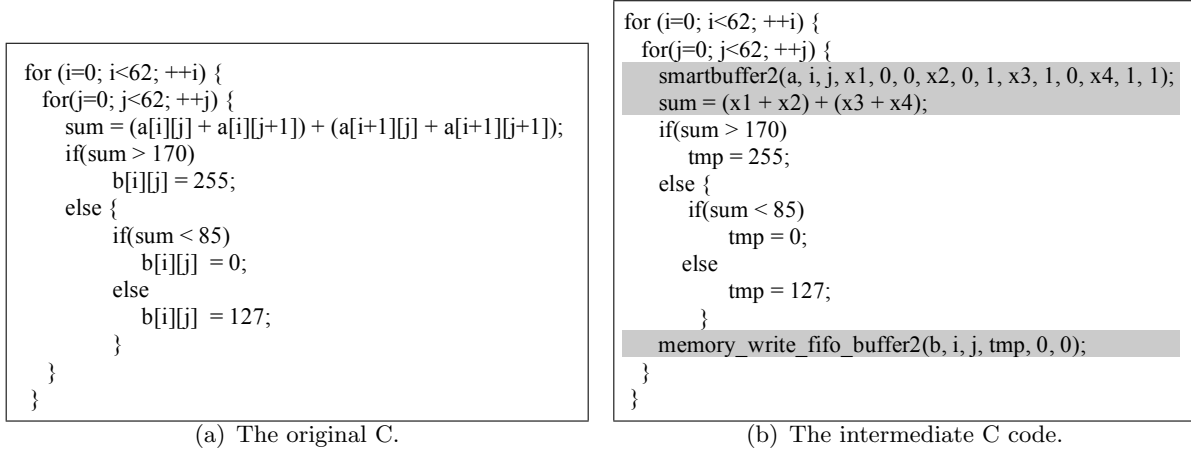 for (i=0; i<62; ++i) {
for(j=0; j<62; ++j) {
sum = (a[i][j] + a[i][j+1]) + (a[i+1][j] + a[i+1][j+1]);
if(sum > 170)
b[i][j] = 255;
else {
if(sum < 85)
b[i][j] = 0;
else
b[i][j] = 127;
}
}
}
(a) The original C.
for (i=0; i<62; ++i) {
for(j=0; j<62; ++j) {
smartbuffer2(a, i, j, x1, 0, 0, x2, 0, 1, x3, 1, 0, x4, 1, 1);
sum = (x1 + x2) + (x3 + x4);
if(sum > 170)
tmp = 255;
else {
if(sum < 85)
tmp = 0;
else
tmp = 127;
}
memory_write_fifo_buffer2(b, i, j, tmp, 0, 0);
}
}
(b) The intermediate C code.